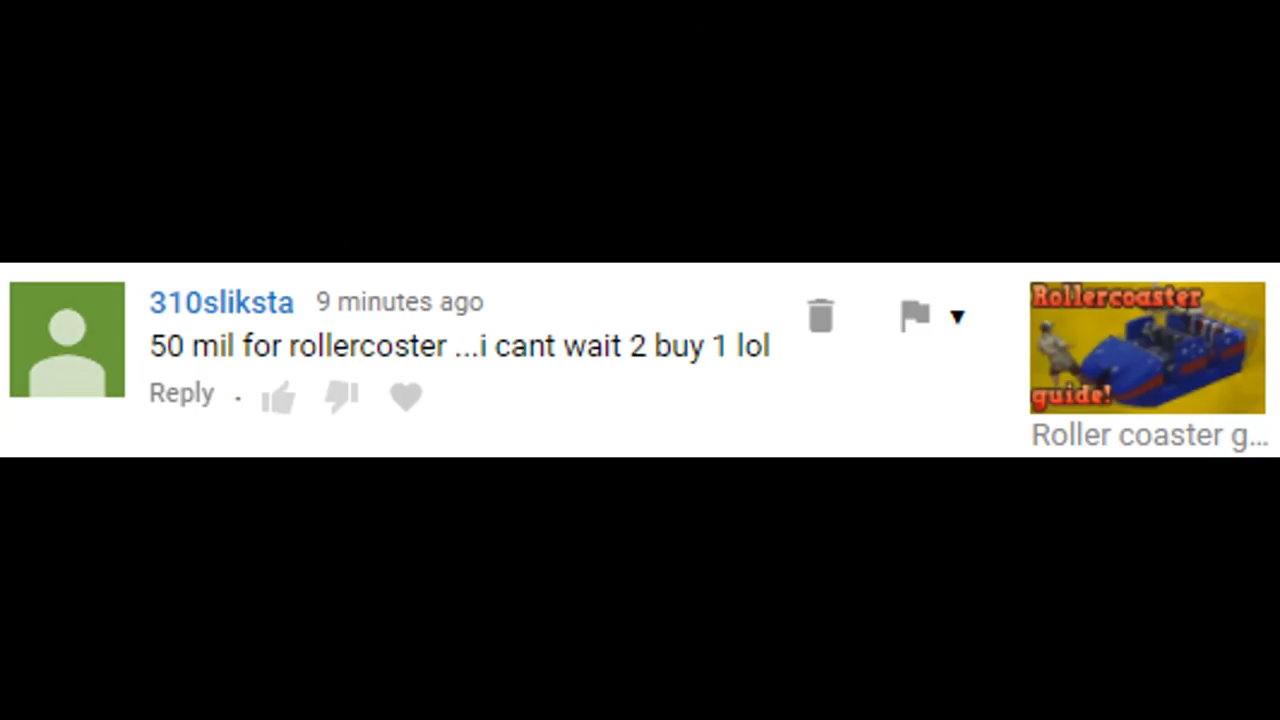 310sliksta 9 minutes ago
50 mil for rollercoster ...i cant wait 2 buy 1 lol
Reply .
Rollercoaster
guide!
Roller coaster g...